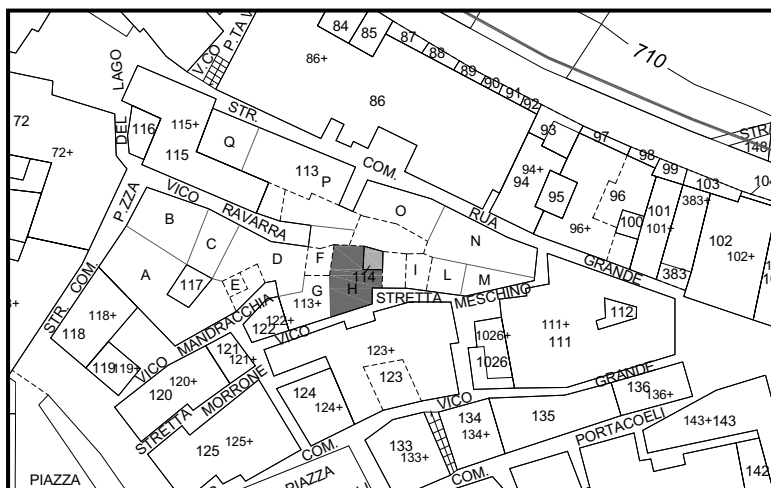 84
85
87
88
89
90
91
92
710
V.CO
P.TA
86+
86
LAGO
DEL
STR.
COM.
RUA
GRANDE
STRA
148
72
72+
116
115+
115
Q
113
P
93
94+
94
95
97
98
99
96
96+
100
101
101+
103
383+
383
102
102+
104
P.ZZA
VICO
RAVARRA
B
C
A
D
E
F
G
H
I
L
M
N
O
114
117
113+
STR. COM.
118+
118
119
119+
VICO MANDRACCHIA
122
122+
VICO
STRETTA
MESCHINO
111+
111
112
1026+
1026
121
121+
120+
120
STRETTA
MORRONE
123+
123
124
124+
125
125+
COM.
VICO
GRANDE
133
133+
134
134+
135
136
136+
PORTACOELI
COM.
143+
143
142
PIAZZA
PIAZZA